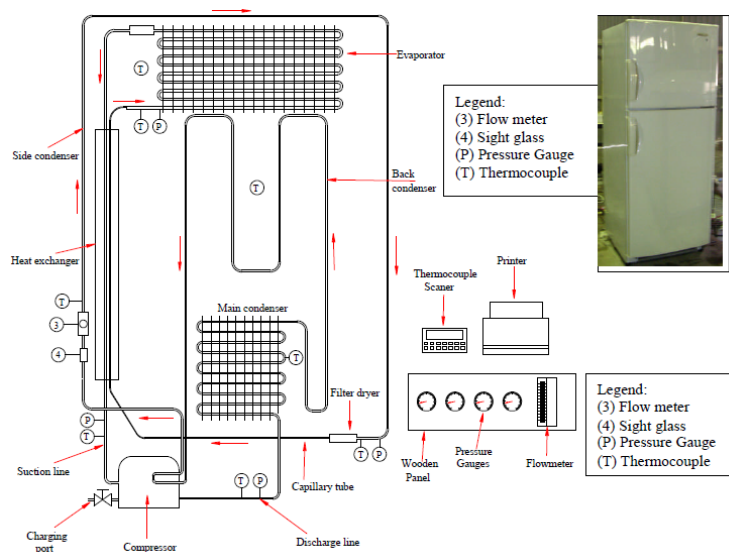 T
Evaporator
T
P
Side condenser
T
Back
condenser
Heat exchanger
T
3
4
Main condenser
T
P
T
Filter dryer
T
P
Suction line
Capillary tube
T
P
Charging
port
Compressor
Discharge line
Legend:
(3) Flow meter
(4) Sight glass
(P) Pressure Gauge
(T) Thermocouple
Thermocouple
Scaner
Printer
Wooden
Panel
Pressure
Gauges
Flowmeter
Legend:
(3) Flow meter
(4) Sight glass
(P) Pressure Gauge
(T) Thermocouple